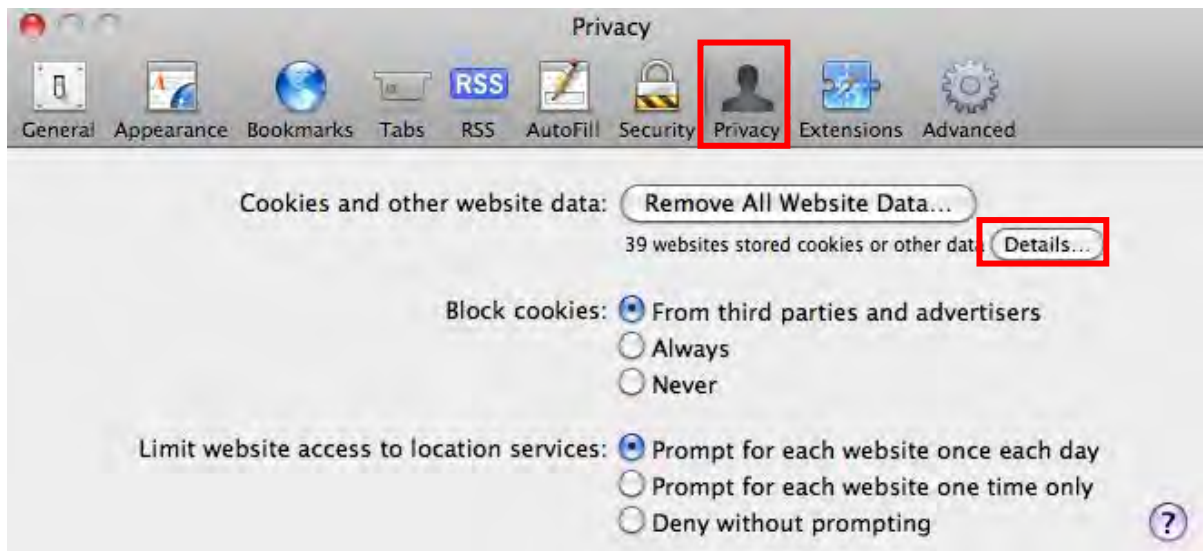 Privacy
RSS
General Appearance Bookmarks Tabs RSS AutoFill Security Privacy Extensions Advanced
Cookies and other website data: Remove All Website Data...
39 websites stored cookies or other data Details...
Block cookies: From third parties and advertisers
Always
Never
Limit website access to location services: Prompt for each website once each day
Prompt for each website one time only
Deny without prompting
?